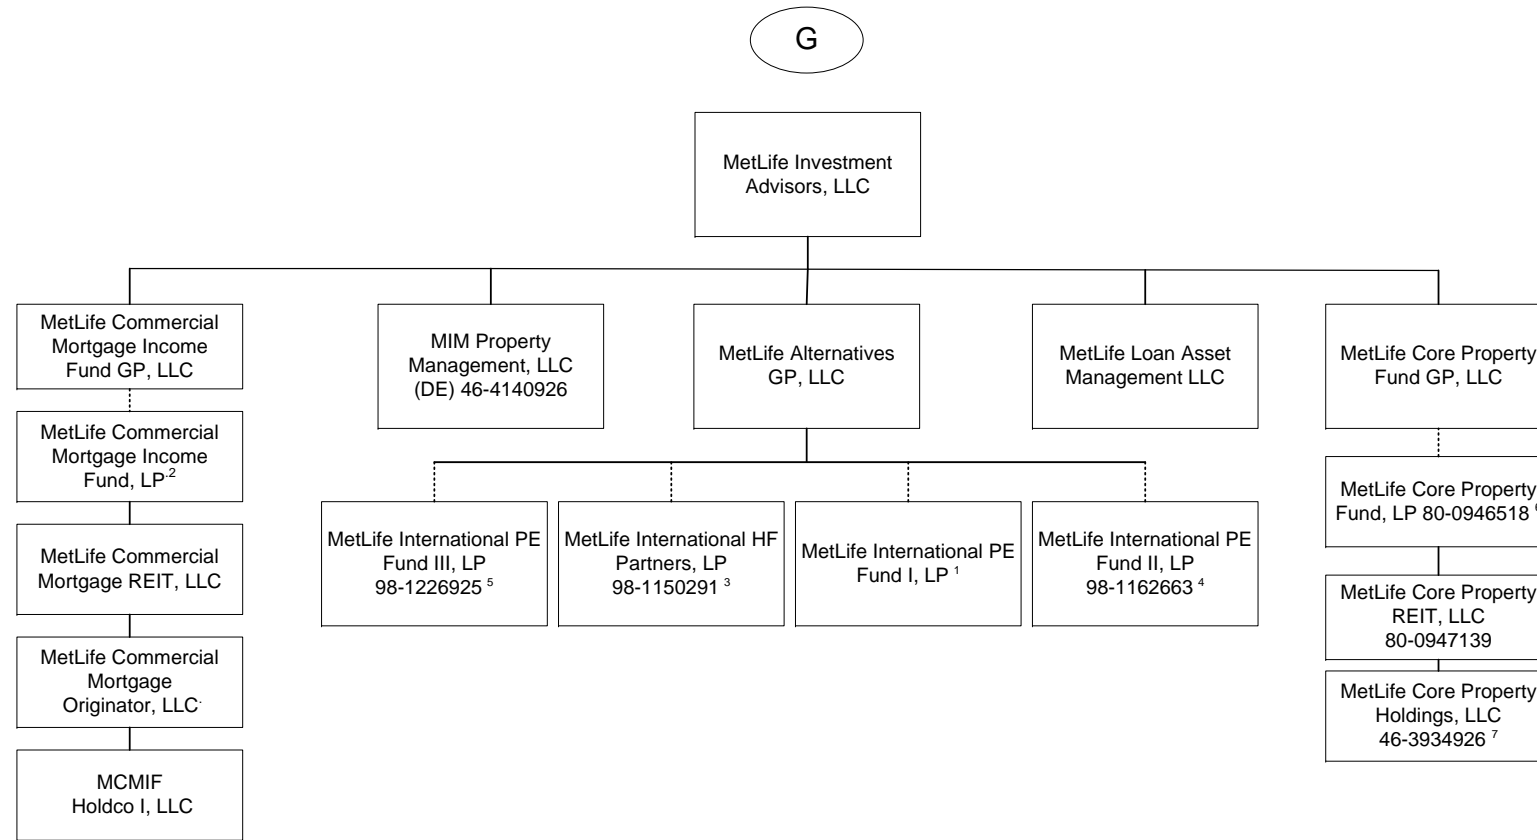 G
MetLife Investment
Advisors, LLC
MetLife Commercial
Mortgage Income
Fund GP, LLC
MIM Property
Management, LLC
(DE) 46-4140926
MetLife Alternatives
GP, LLC
MetLife Loan Asset
Management LLC
MetLife Core Property
Fund GP, LLC
MetLife Commercial
Mortgage Income
Fund, LP.2
MetLife Commercial
Mortgage REIT, LLC
MetLife Commercial
Mortgage
Originator, LLC.
MCMIF
Holdco I, LLC
MetLife International PE
Fund III, LP
98-1226925 5
MetLife International HF
Partners, LP
98-1150291 3
MetLife International PE
Fund I, LP 1
MetLife International PE
Fund II, LP
98-1162663 4
MetLife Core Property
Fund, LP 80-0946518 6
MetLife Core Property
REIT, LLC
80-0947139
MetLife Core Property
Holdings, LLC
46-3934926 7